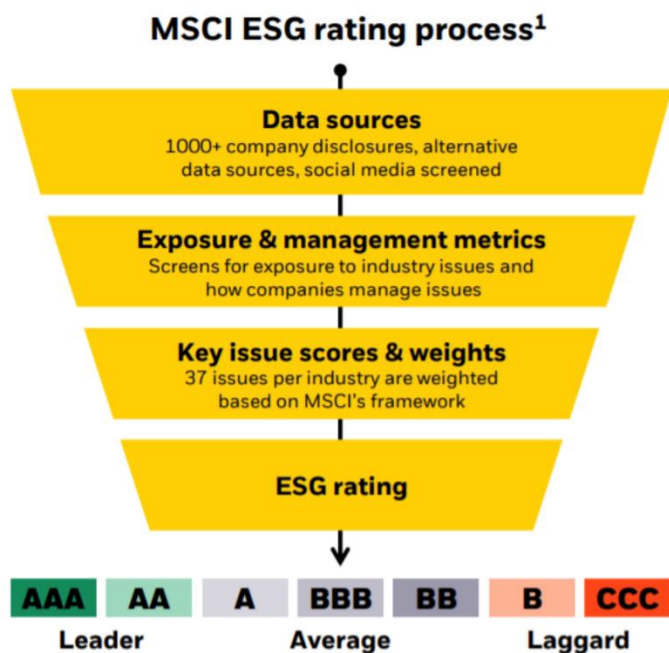 MSCI ESG rating process¹
Data sources
1000+ company disclosures, alternative
data sources, social media screened
Exposure & management metrics
Screens for exposure to industry issues and
how companies manage issues
Key issue scores & weights
37 issues per industry are weighted
based on MSCI's framework
ESG rating
AAA AA A BBB BB B CCC
Leader Average Laggard